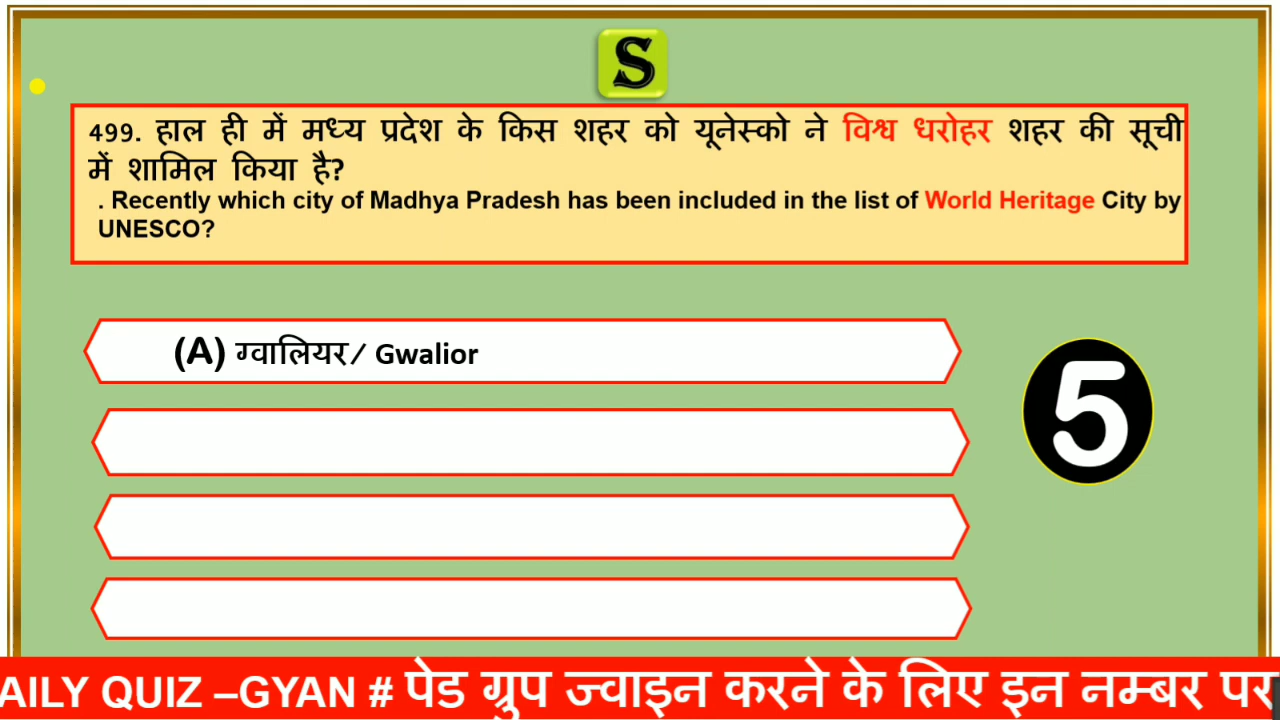 S
499. हाल ही में मध्य प्रदेश के किस शहर को यूनेस्को ने विश्व धरोहर शहर की सूची
में शामिल किया है?
. Recently which city of Madhya Pradesh has been included in the list of World Heritage City by
UNESCO?
(A) ग्वालियर/ Gwalior
5
AILY QUIZ –GYAN # पेड ग्रुप ज्वाइन करने के लिए इन नम्बर पर